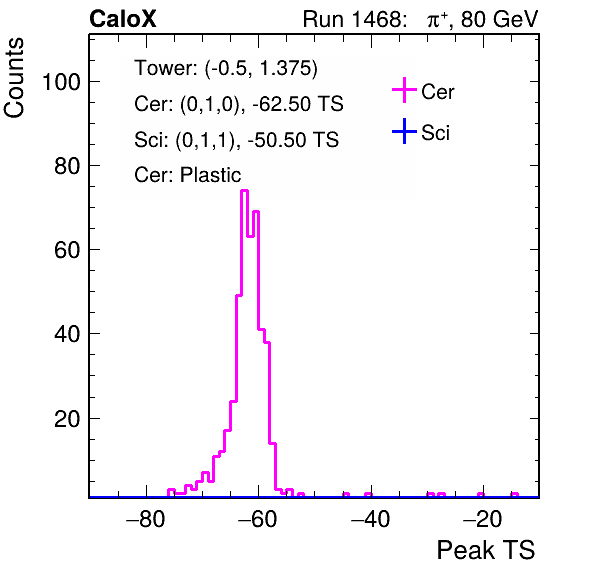 CaloX Run 1468: π⁺, 80 GeV
Counts
Tower: (-0.5, 1.375)
Cer: (0,1,0), -62.50 TS
Sci: (0,1,1), -50.50 TS
Cer: Plastic
Cer
Sci
100
80
60
40
20
−80 −60 −40 −20
Peak TS